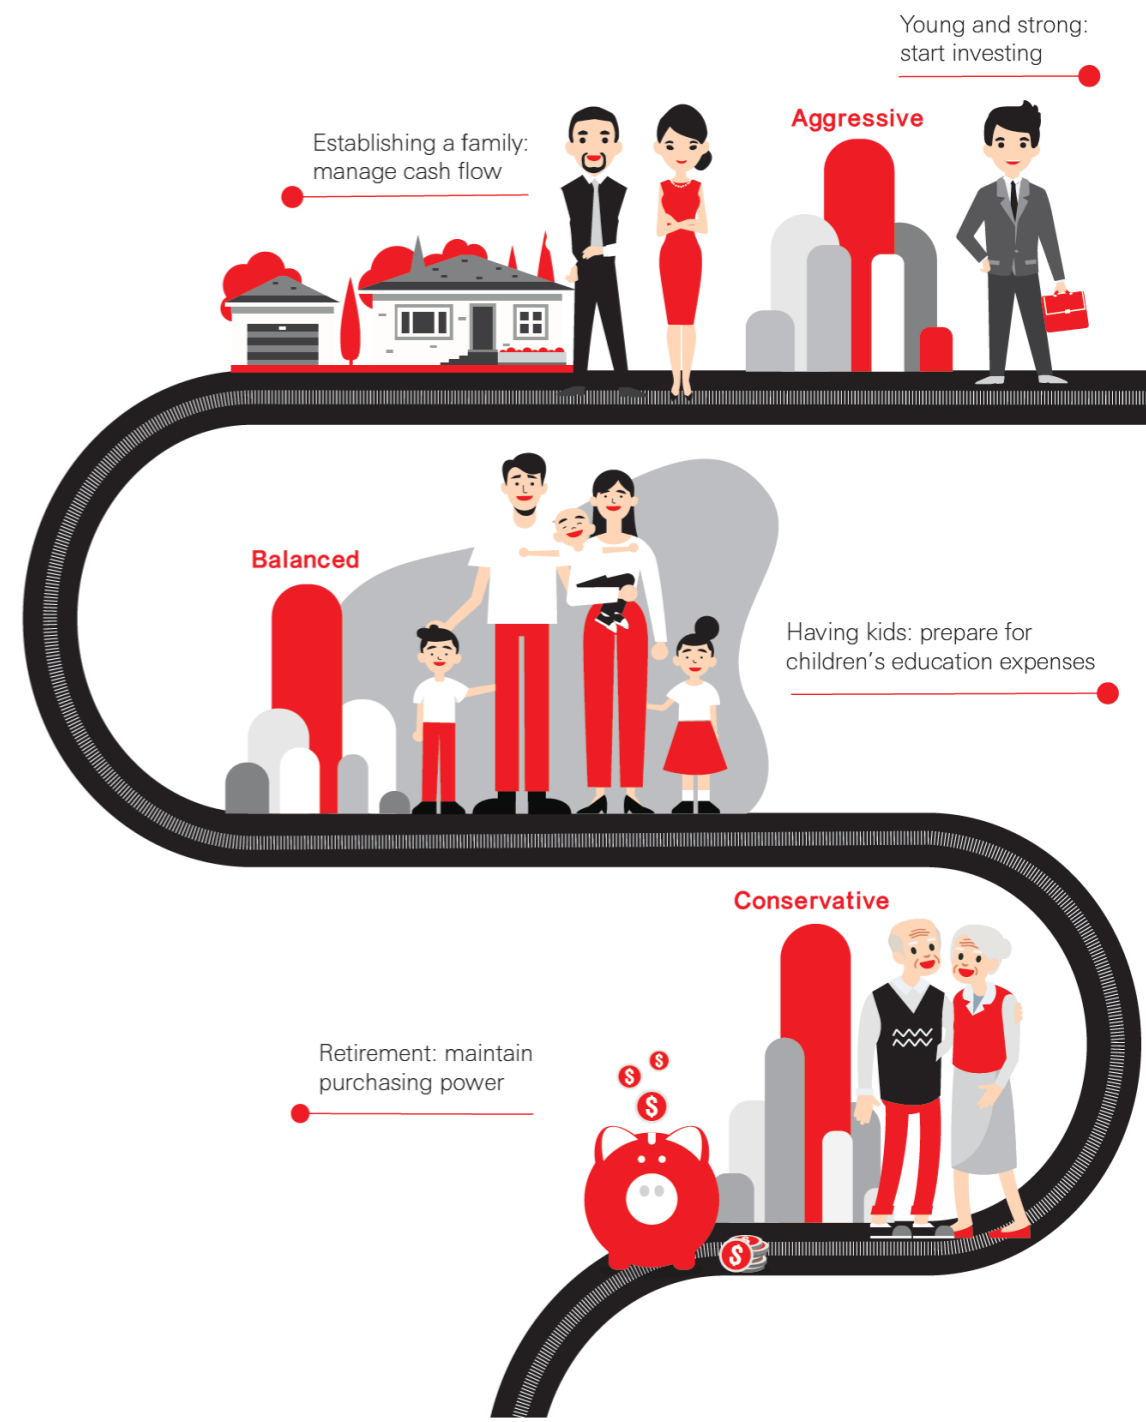 Young and strong:
start investing
Aggressive
Establishing a family:
manage cash flow
Balanced
Having kids: prepare for
children’s education expenses
Conservative
Retirement: maintain
purchasing power
$
$
$
$